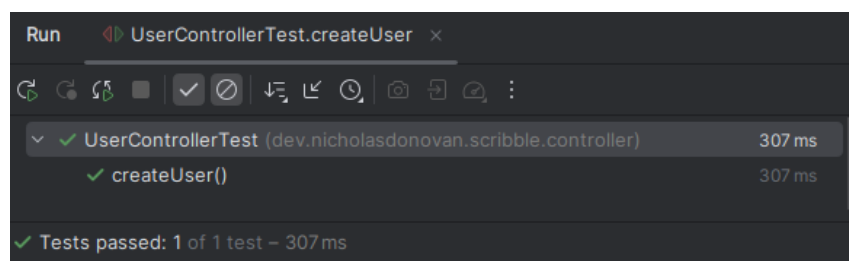 Run UserControllerTest.createUser ×
UserControllerTest (dev.nicholasdonovan.scribble.controller) 307 ms
createUser() 307 ms
Tests passed: 1 of 1 test – 307 ms